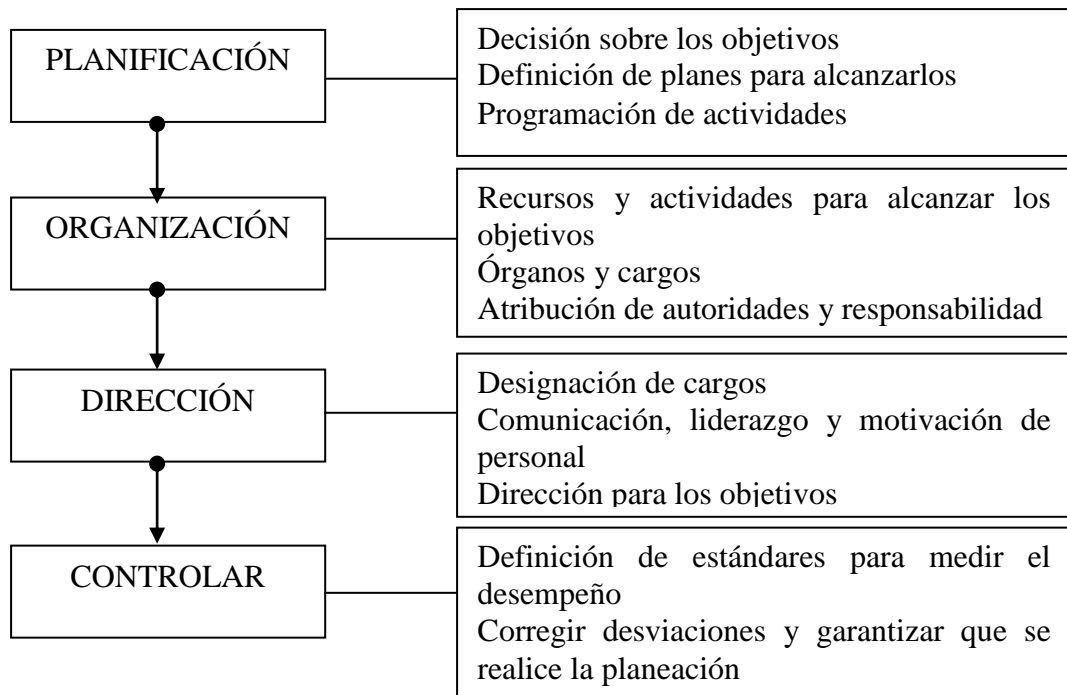 PLANIFICACIÓN
Decisión sobre los objetivos
Definición de planes para alcanzarlos
Programación de actividades
ORGANIZACIÓN
Recursos y actividades para alcanzar los
objetivos
Órganos y cargos
Atribución de autoridades y responsabilidad
DIRECCIÓN
Designación de cargos
Comunicación, liderazgo y motivación de
personal
Dirección para los objetivos
CONTROLAR
Definición de estándares para medir el
desempeño
Corregir desviaciones y garantizar que se
realice la planeación